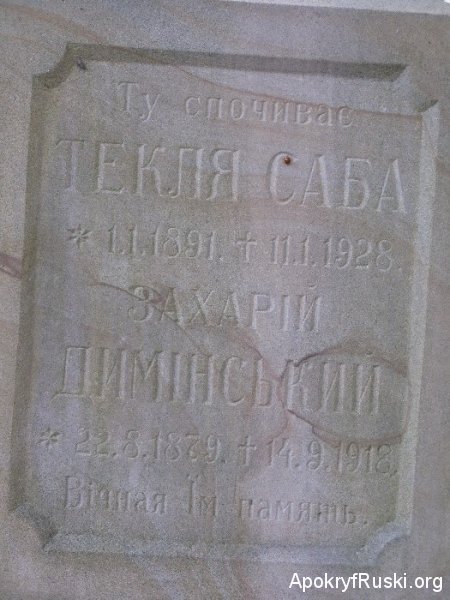 Ту спочиває
ТЕКЛЯ САБА
* 1.1.1891. ✝ 11.1.1928.
ЗАХАРІЙ
ДИМІНСЬКИЙ
* 22.8.1879. ✝ 14.9.1918.
Вічная Їм память.
ApokryfRuski.org